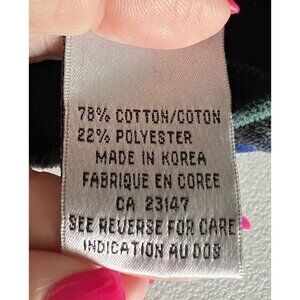 78% COTTON/COTON
22% POLYESTER
MADE IN KOREA
FABRIQUE EN COREE
CA 23147
SEE REVERSE FOR CARE
INDICATION AU DOS